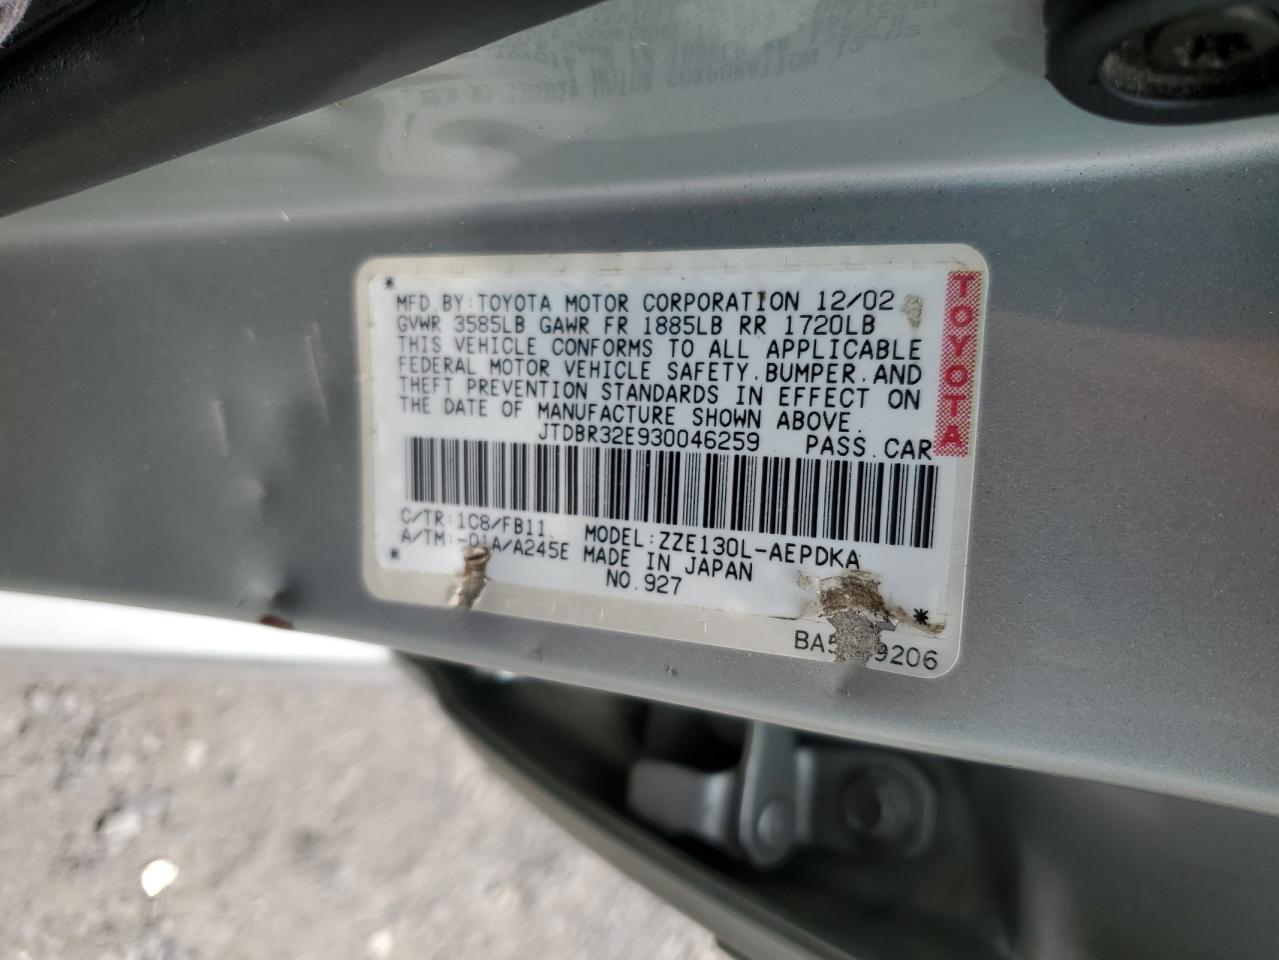 * MFD.BY:TOYOTA MOTOR CORPORATION 12/02
GVWR 3585LB GAWR FR 1885LB RR 1720LB
THIS VEHICLE CONFORMS TO ALL APPLICABLE
FEDERAL MOTOR VEHICLE SAFETY.BUMPER.AND
THEFT PREVENTION STANDARDS IN EFFECT ON
THE DATE OF MANUFACTURE SHOWN ABOVE.
JTDBR32E930046259 PASS.CAR
TOYOTA
C/TR:1C8/FB11 MODEL:ZZE130L-AEPDKA
A/TM:-01A/A245E MADE IN JAPAN
* NO.927 *